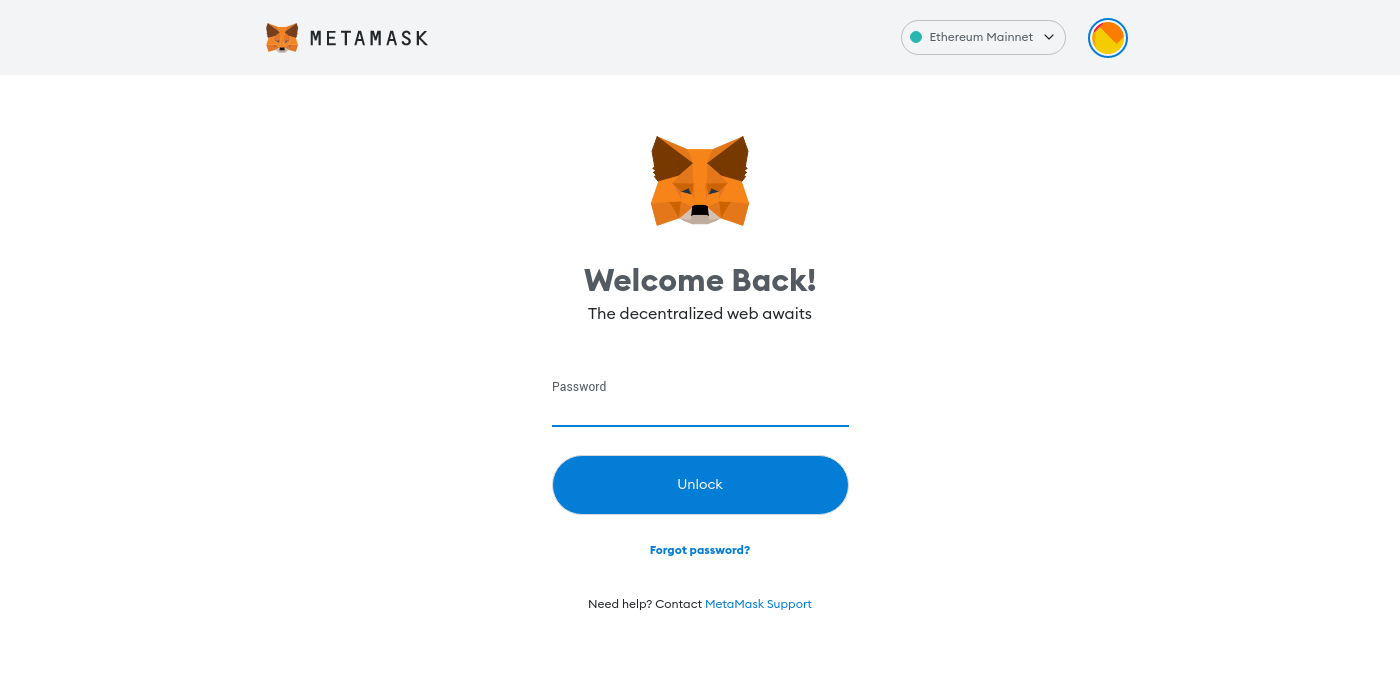 METAMASK
Ethereum Mainnet
Welcome Back!
The decentralized web awaits
Password
Unlock
Forgot password?
Need help? Contact MetaMask Support